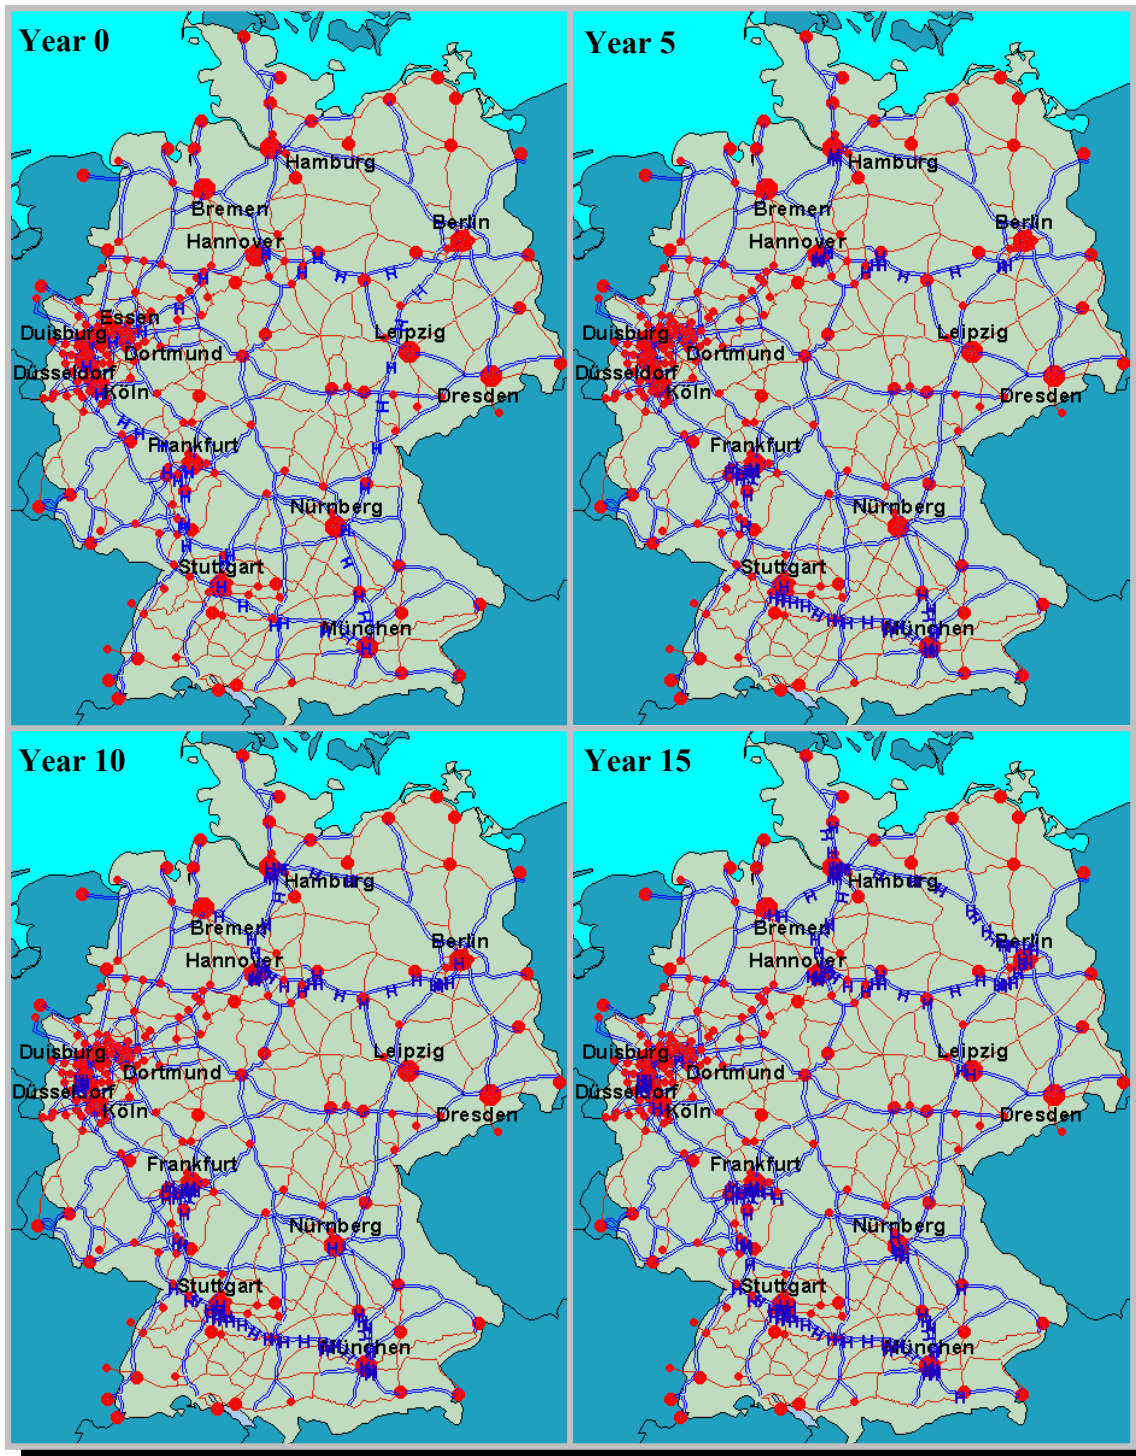 Year 0
Hamburg
Bremen
Berlin
Hannover
Essen
Duisburg
Leipzig
Dortmund
Düsseldorf
Köln
Dresden
Frankfurt
Nürnberg
Stuttgart
München
Year 5
Hamburg
Bremen
Berlin
Hannover
Duisburg
Leipzig
Dortmund
Düsseldorf
Köln
Dresden
Frankfurt
Nürnberg
Stuttgart
München
Year 10
Hamburg
Bremen
Berlin
Hannover
Duisburg
Leipzig
Dortmund
Düsseldorf
Köln
Dresden
Frankfurt
Nürnberg
Stuttgart
München
Year 15
Hamburg
Bremen
Berlin
Hannover
Duisburg
Leipzig
Dortmund
Düsseldorf
Köln
Dresden
Frankfurt
Nürnberg
Stuttgart
München